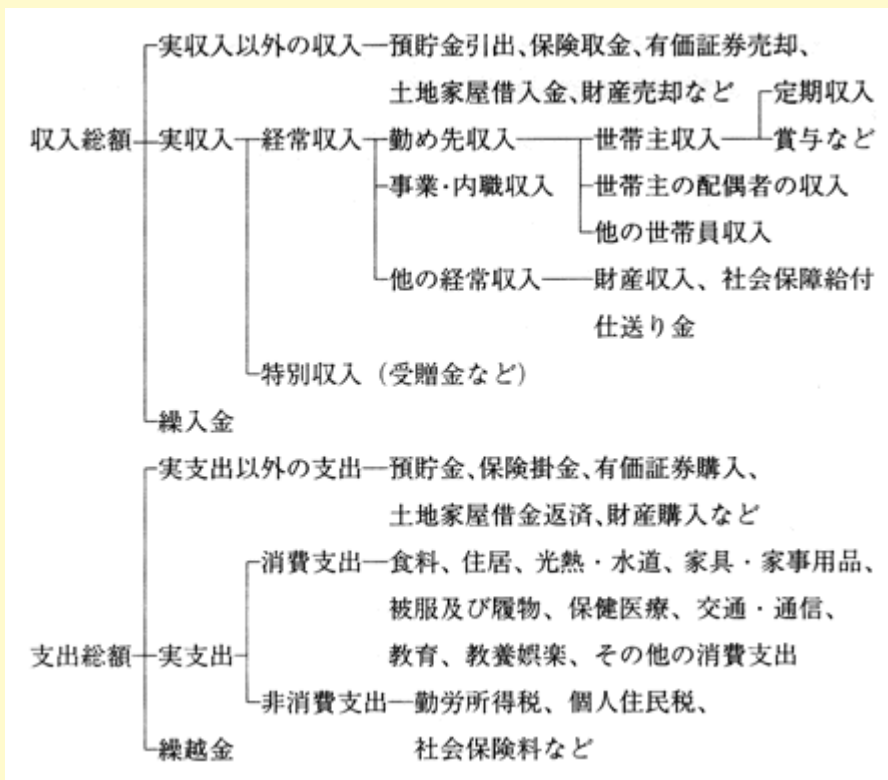 実収入以外の収入 預貯金引出、保険取金、有価証券売却、
土地家屋借入金、財産売却など 定期収入
収入総額 実収入 経常収入 勤め先収入 世帯主収入 賞与など
事業・内職収入 世帯主の配偶者の収入
他の世帯員収入
他の経常収入 財産収入、社会保障給付
仕送り金
特別収入（受贈金など）
繰入金
実支出以外の支出 預貯金、保険掛金、有価証券購入、
土地家屋借金返済、財産購入など
消費支出 食料、住居、光熱・水道、家具・家事用品、
被服及び履物、保健医療、交通・通信、
支出総額 実支出 教育、教養娯楽、その他の消費支出
非消費支出 勤労所得税、個人住民税、
繰越金 社会保険料など